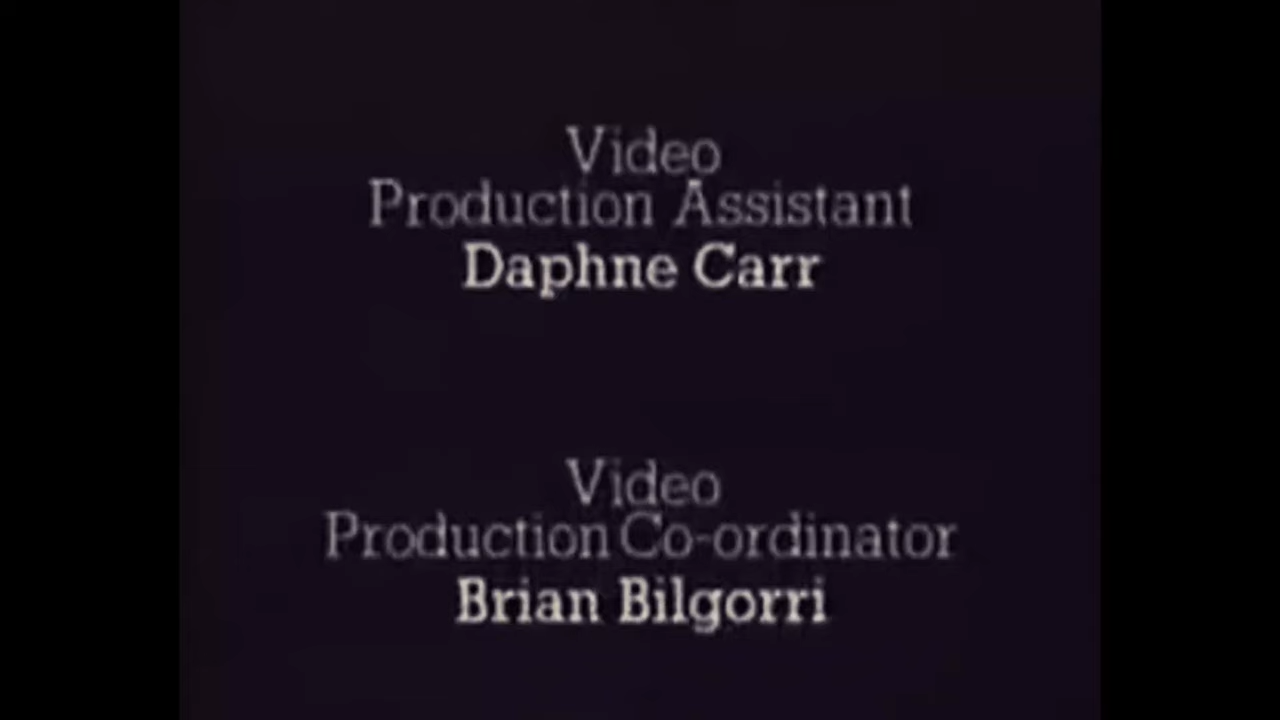 Video
Production Assistant
Daphne Carr
Video
Production Co-ordinator
Brian Bilgorri